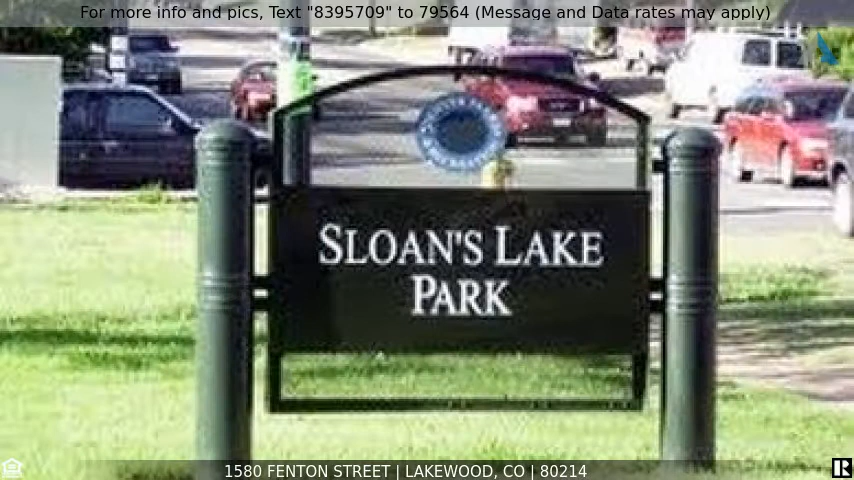 For more info and pics, Text "8395709" to 79564 (Message and Data rates may apply)
SLOAN'S LAKE
PARK
1580 FENTON STREET | LAKEWOOD, CO | 80214